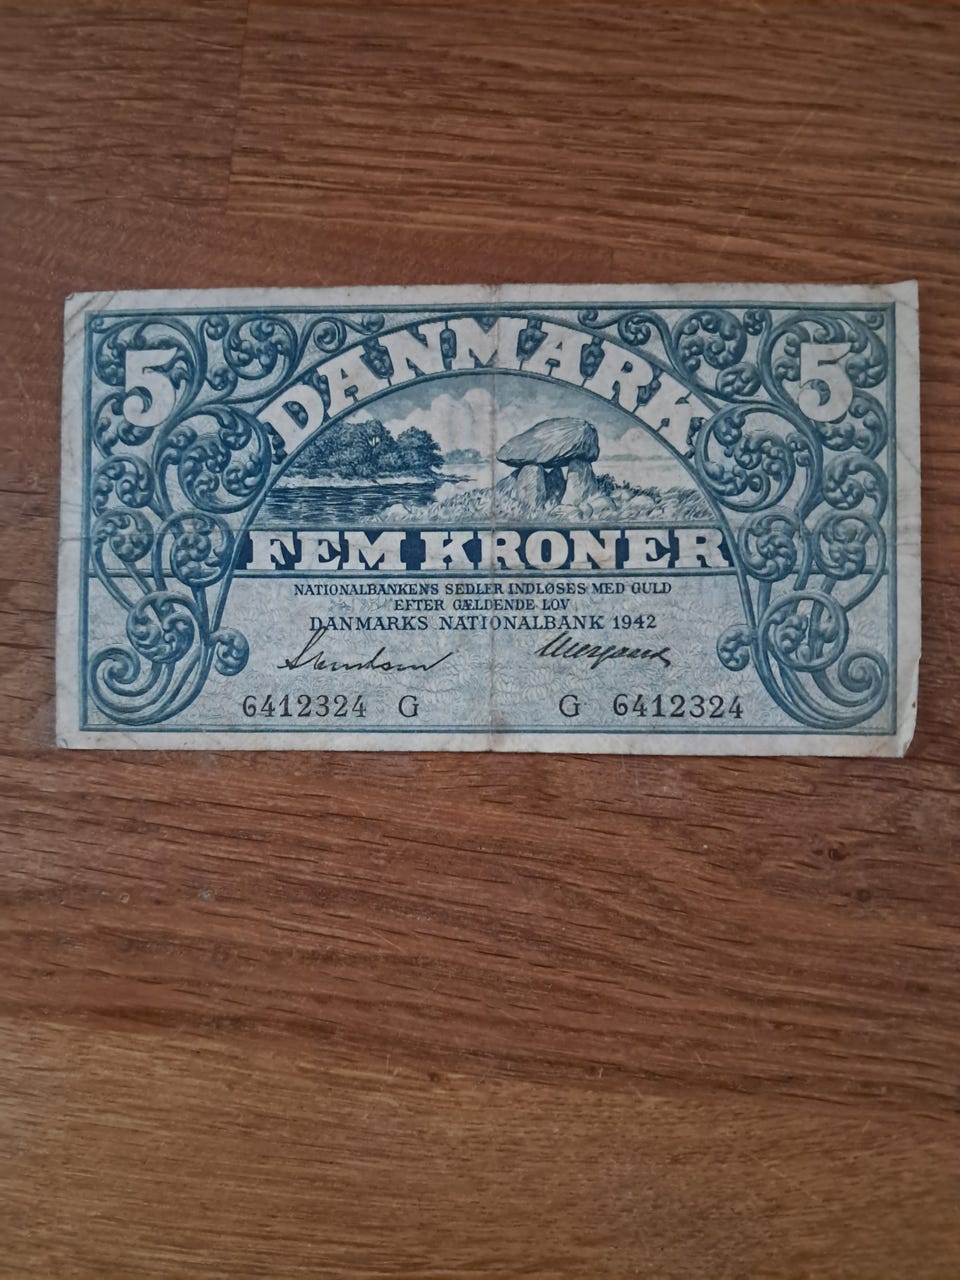 5 DANMARK 5
FEM KRONER
NATIONALBANKENS SEDLER INDLØSES MED GULD
EFTER GÆLDENDE LOV
DANMARKS NATIONALBANK 1942
6412324 G G 6412324